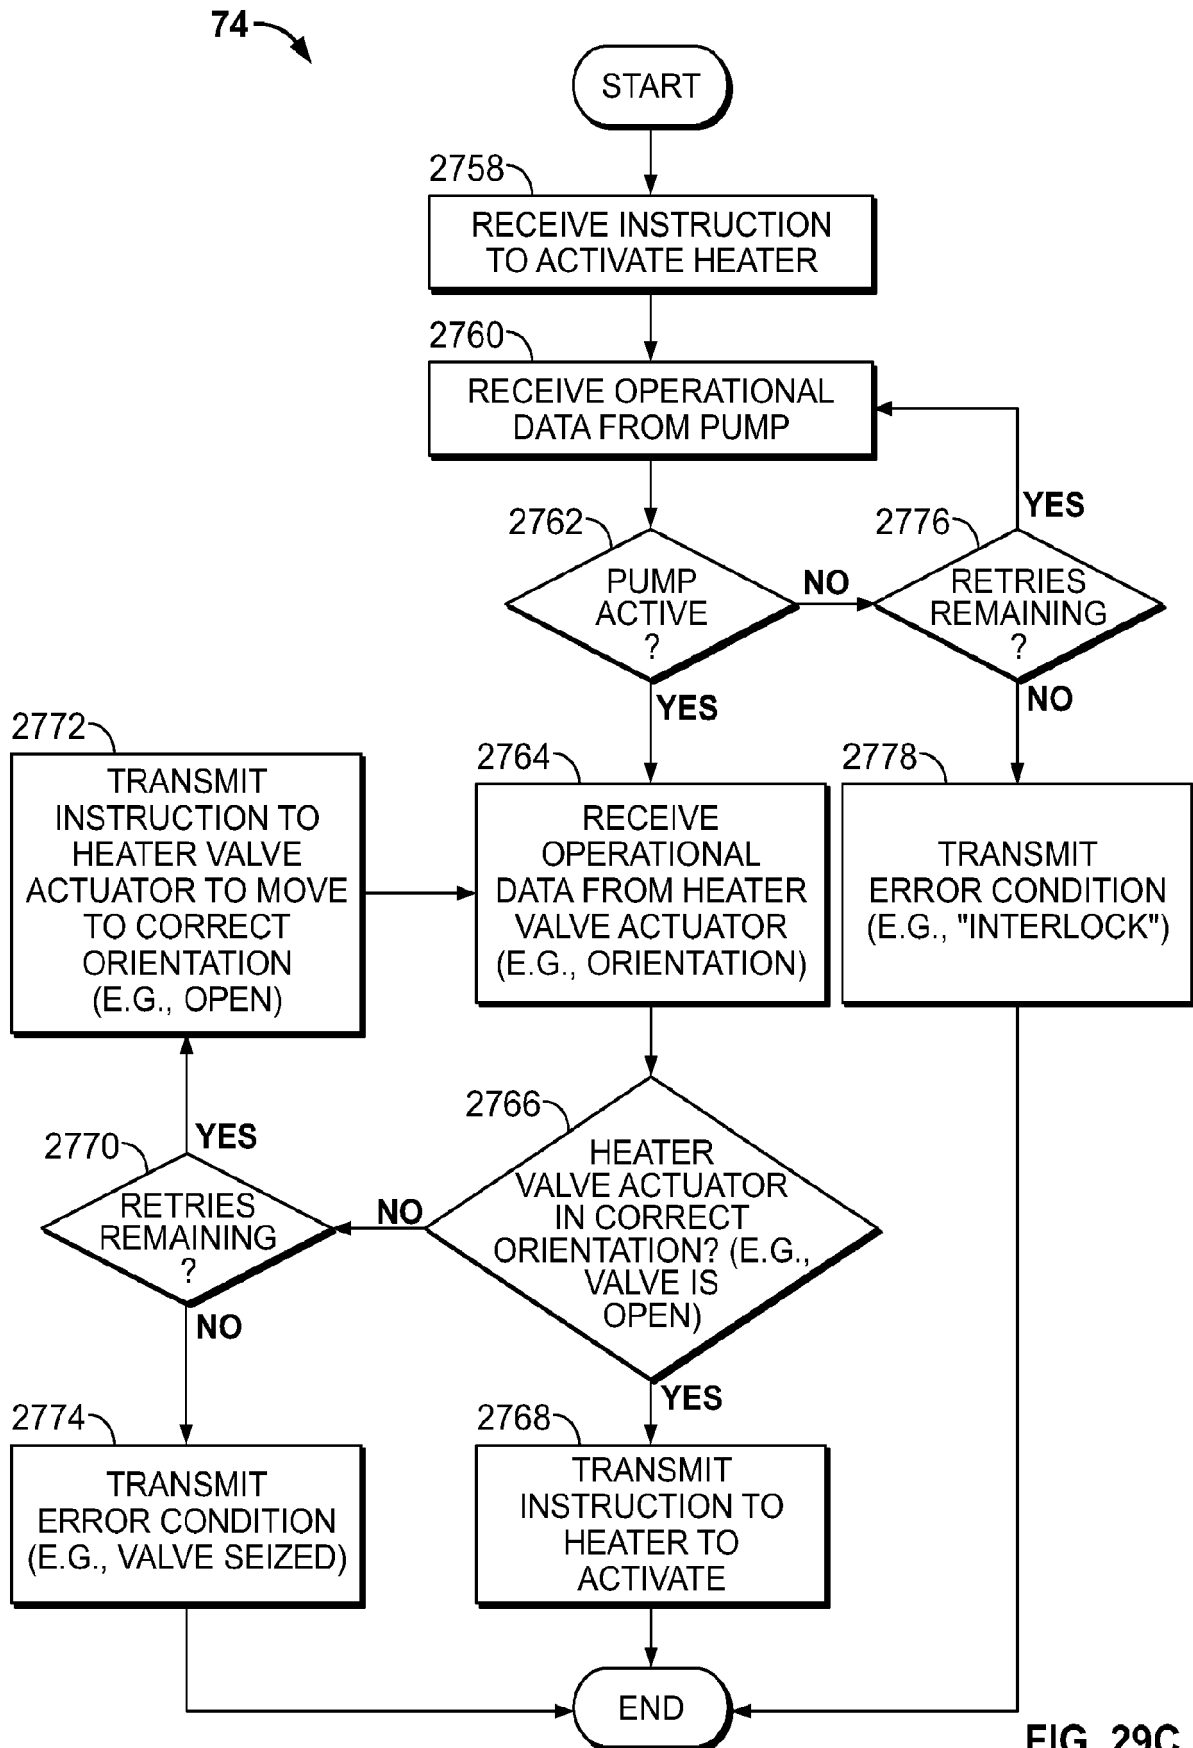 74
START
2758
RECEIVE INSTRUCTION
TO ACTIVATE HEATER
2760
RECEIVE OPERATIONAL
DATA FROM PUMP
2762
PUMP
ACTIVE
?
NO
YES
2776
RETRIES
REMAINING
?
YES
NO
2772
TRANSMIT
INSTRUCTION TO
HEATER VALVE
ACTUATOR TO MOVE
TO CORRECT
ORIENTATION
(E.G., OPEN)
2764
RECEIVE
OPERATIONAL
DATA FROM HEATER
VALVE ACTUATOR
(E.G., ORIENTATION)
2778
TRANSMIT
ERROR CONDITION
(E.G., "INTERLOCK")
2766
HEATER
VALVE ACTUATOR
IN CORRECT
ORIENTATION? (E.G.,
VALVE IS
OPEN)
NO
YES
2770
RETRIES
REMAINING
?
YES
NO
2774
TRANSMIT
ERROR CONDITION
(E.G., VALVE SEIZED)
2768
TRANSMIT
INSTRUCTION TO
HEATER TO
ACTIVATE
END
FIG. 29C